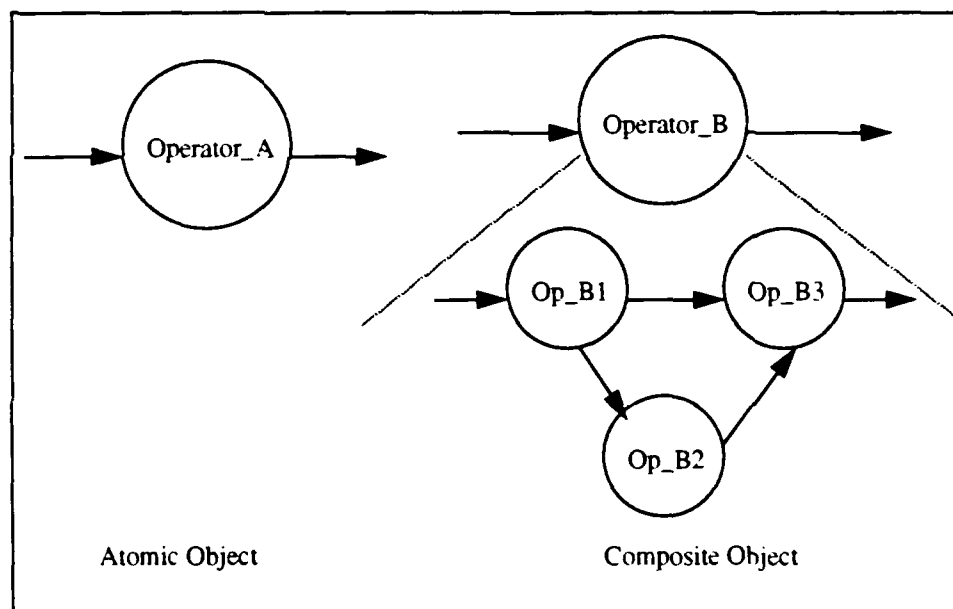 Operator_A
Operator_B
Op_B1
Op_B3
Op_B2
Atomic Object
Composite Object